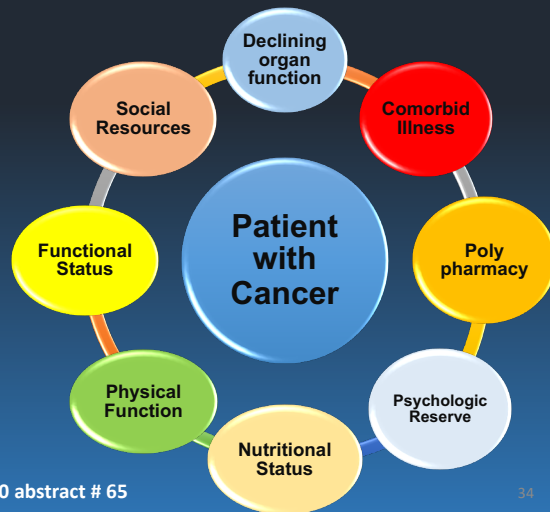 Declining
organ
function
Social
Resources
Comorbid
Illness
Patient
with
Cancer
Functional
Status
Poly
pharmacy
Physical
Function
Psychologic
Reserve
Nutritional
Status
0 abstract # 65
34